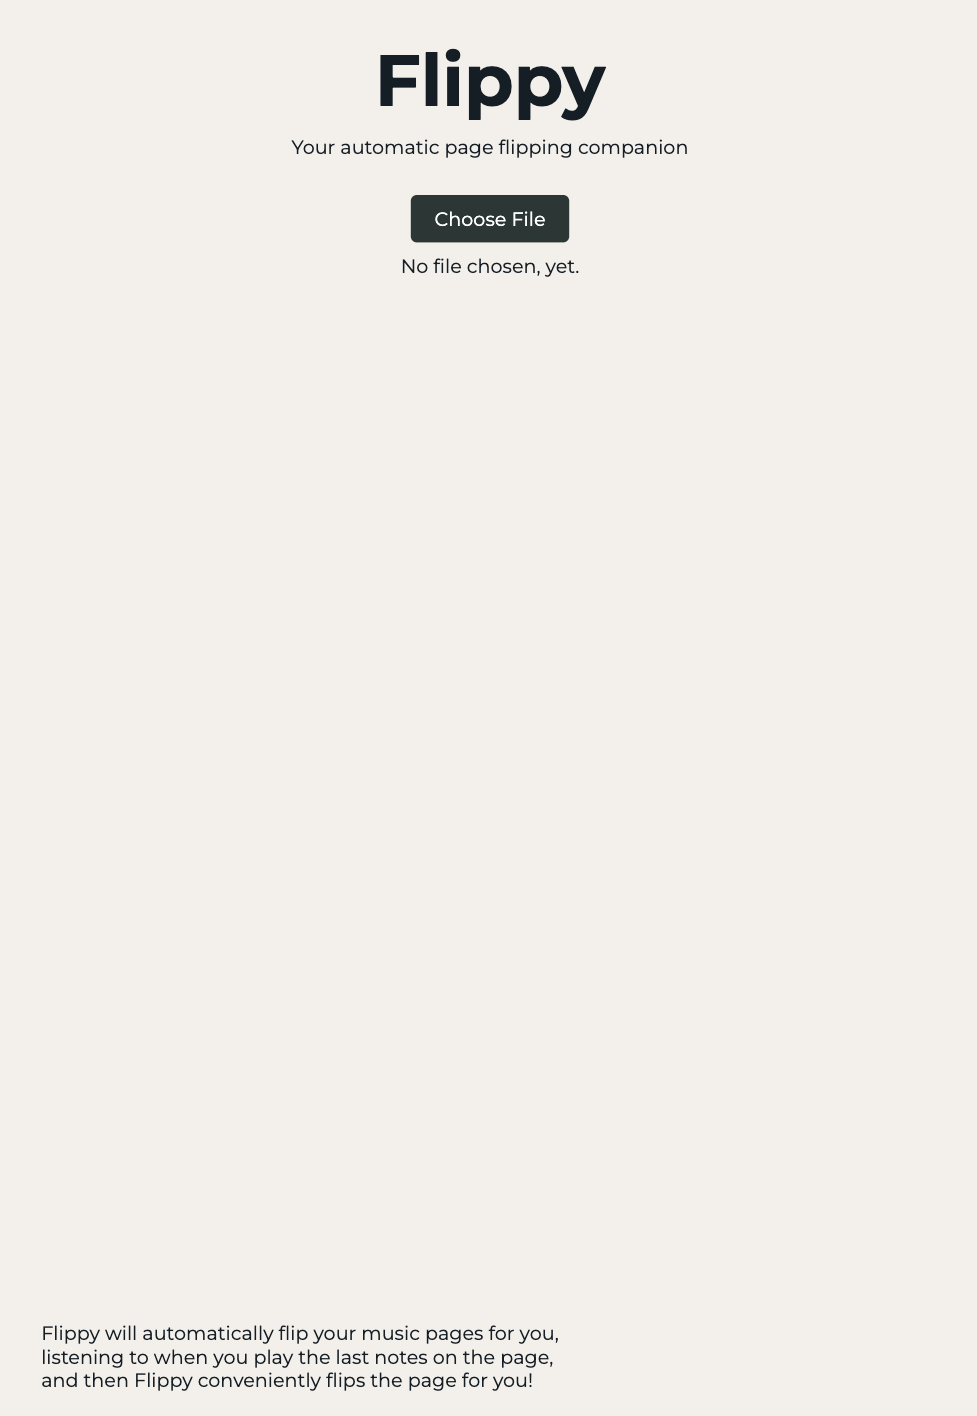 Flippy
Your automatic page flipping companion
Choose File
No file chosen, yet.
Flippy will automatically flip your music pages for you,
listening to when you play the last notes on the page,
and then Flippy conveniently flips the page for you!